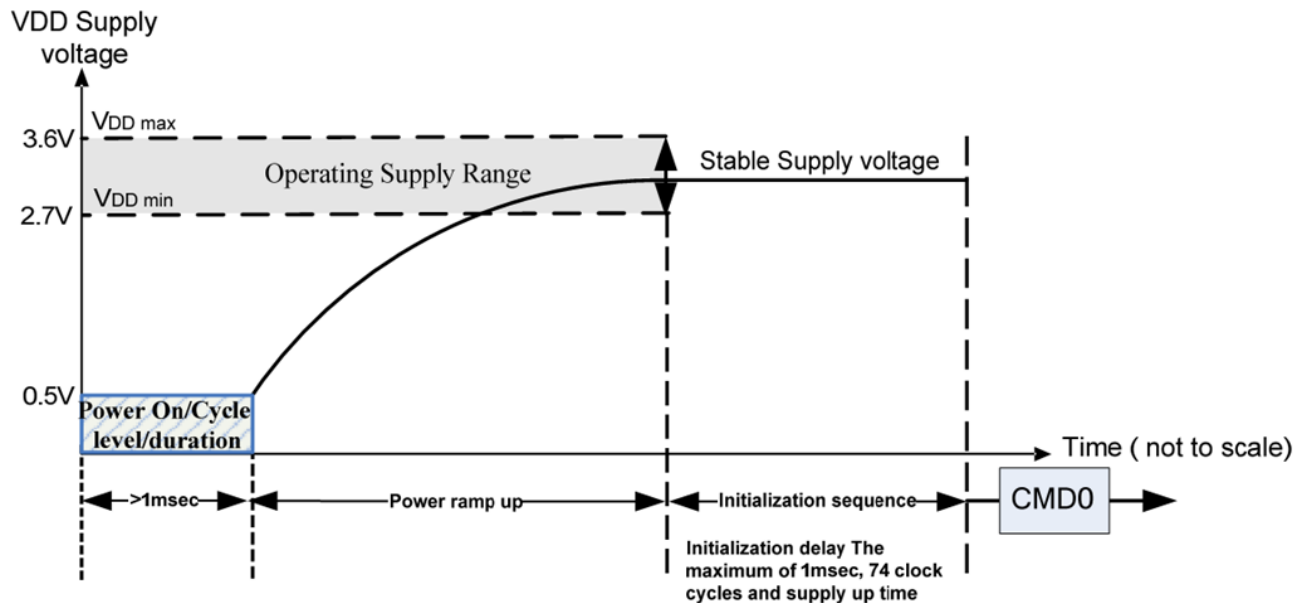 VDD Supply
voltage
VDD max
3.6V
Operating Supply Range
Stable Supply voltage
VDD min
2.7V
0.5V
Power On/Cycle
level/duration
Time ( not to scale)
>1msec
Power ramp up
Initialization sequence
CMD0
Initialization delay The
maximum of 1msec, 74 clock
cycles and supply up time